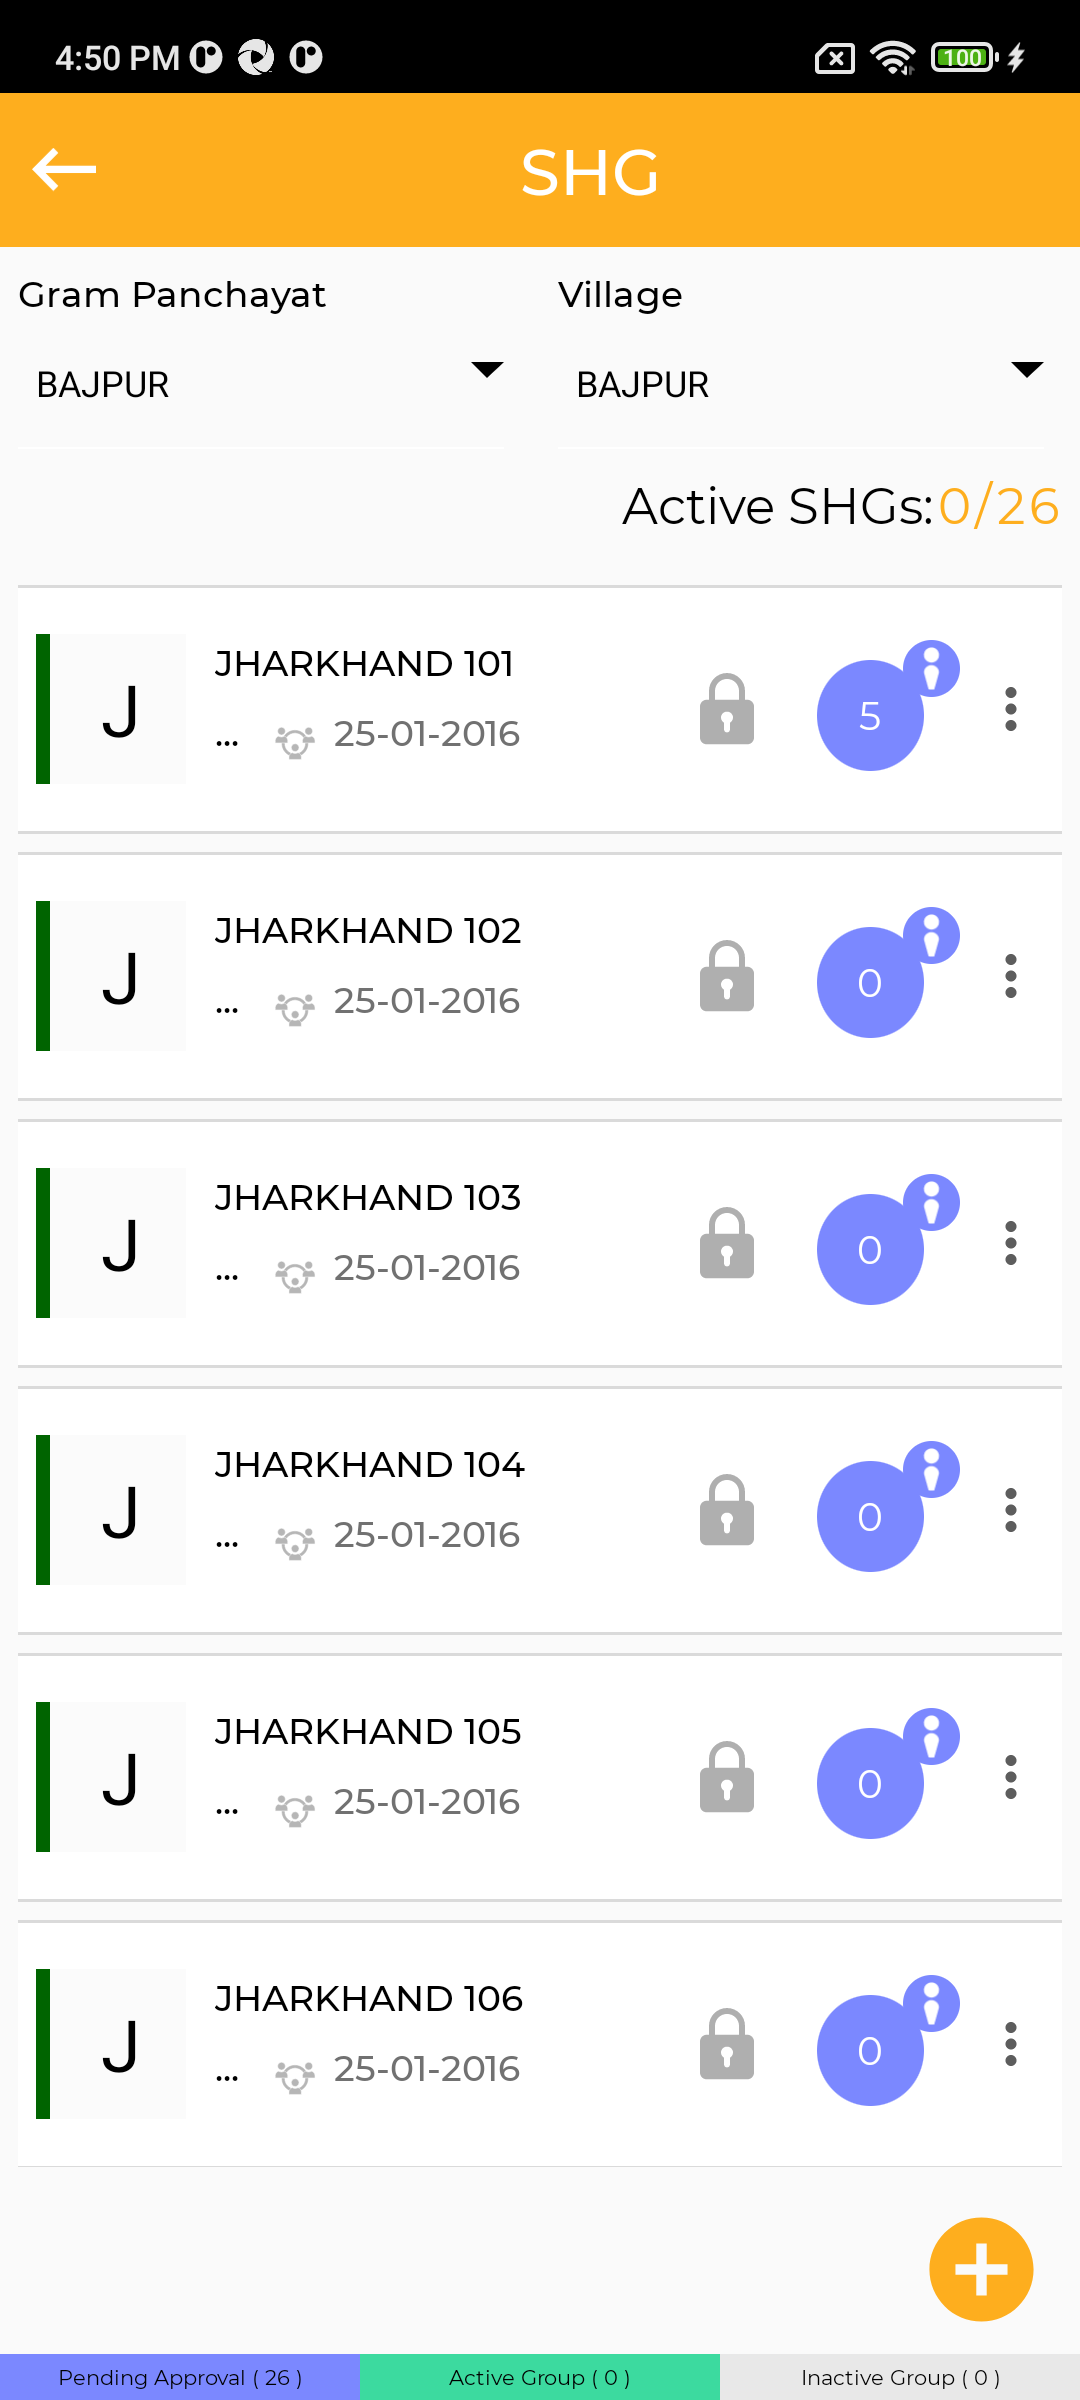 4:50 PM
100
SHG
Gram Panchayat
Village
BAJPUR
BAJPUR
Active SHGs:0/26
J
JHARKHAND 101
... 25-01-2016
5
J
JHARKHAND 102
... 25-01-2016
0
J
JHARKHAND 103
... 25-01-2016
0
J
JHARKHAND 104
... 25-01-2016
0
J
JHARKHAND 105
... 25-01-2016
0
J
JHARKHAND 106
... 25-01-2016
0
Pending Approval ( 26 )
Active Group ( 0 )
Inactive Group ( 0 )